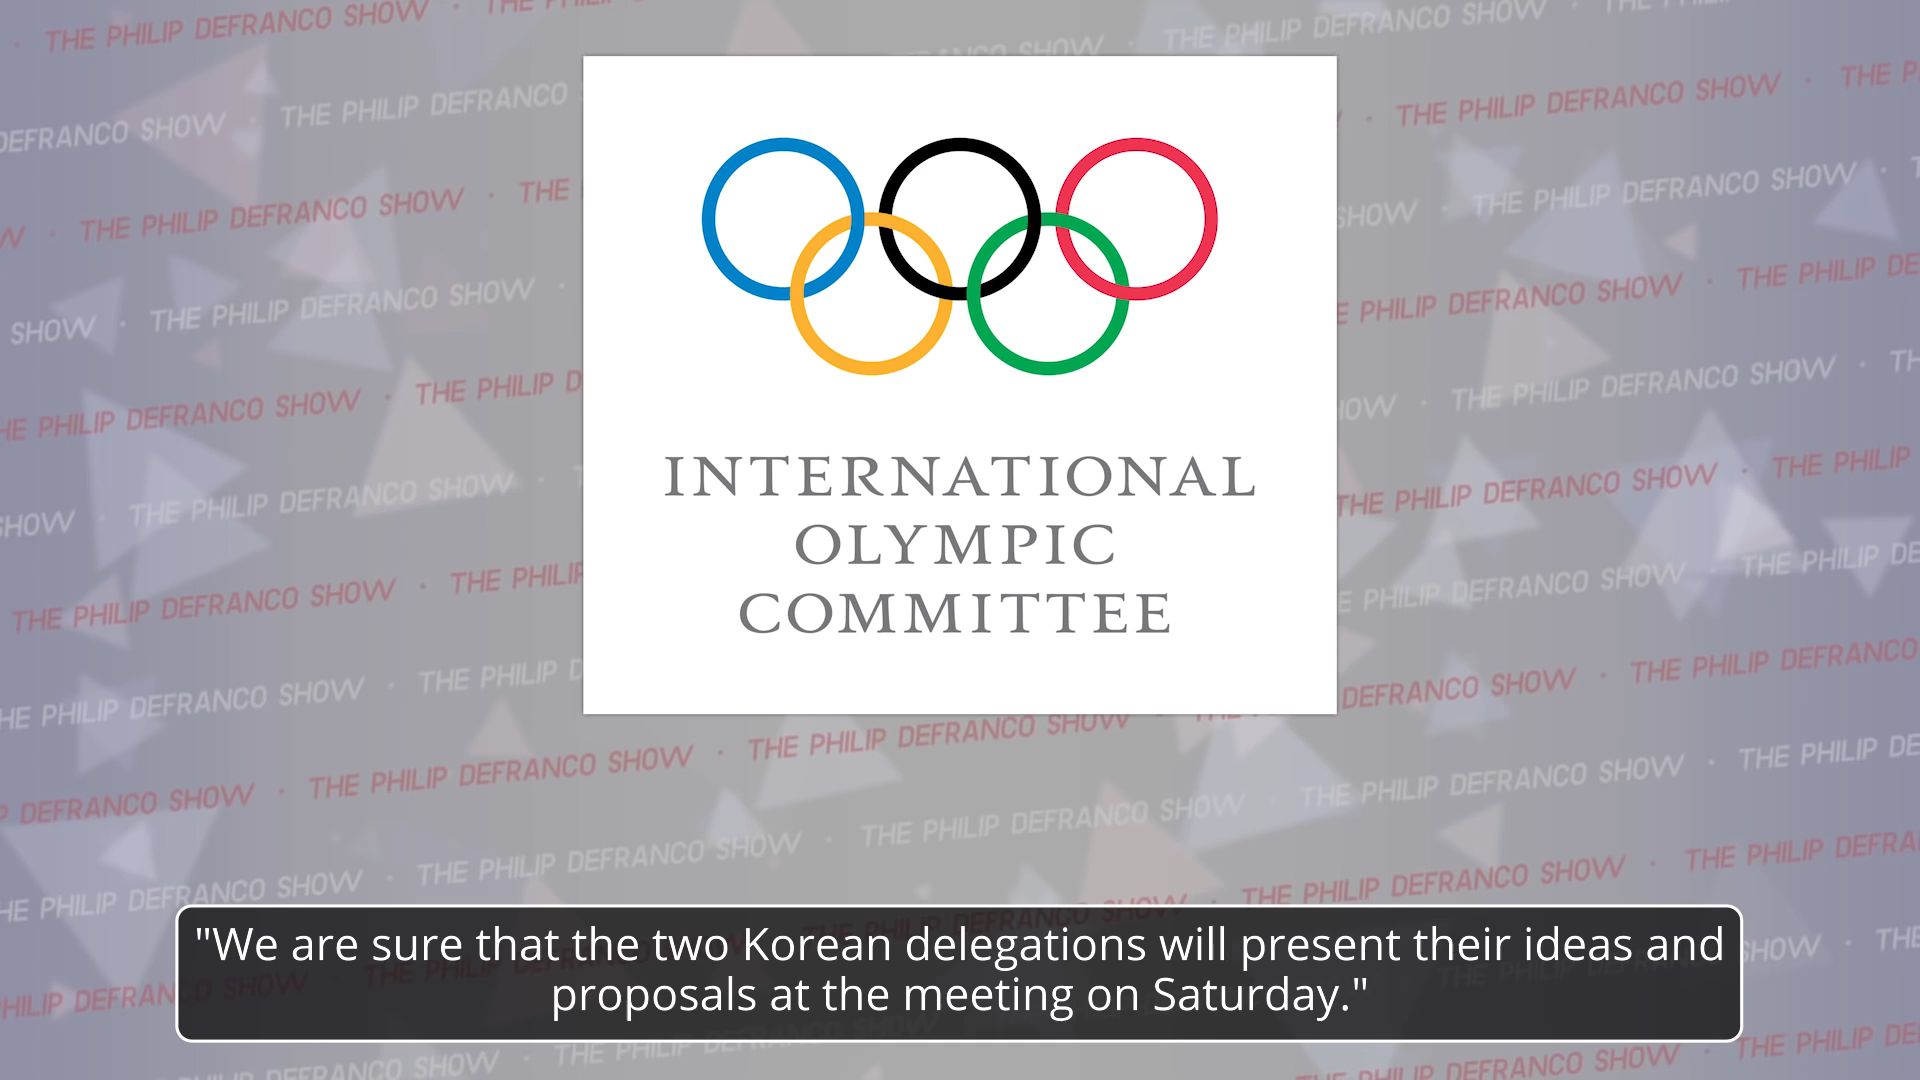 THE PHILIP DEFRANCO SHOW
INTERNATIONAL
OLYMPIC
COMMITTEE
"We are sure that the two Korean delegations will present their ideas and
proposals at the meeting on Saturday."